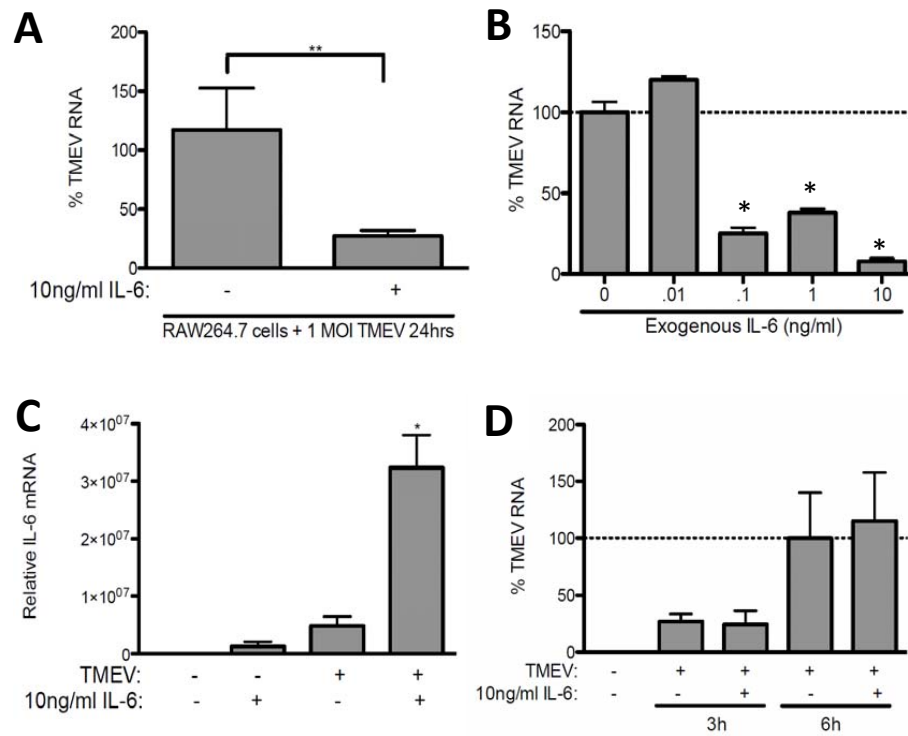 A
200
**
150
100
50
0
% TMEV RNA
10ng/ml IL-6: - +
RAW264.7 cells + 1 MOI TMEV 24hrs
B
150
100
50
0
% TMEV RNA
*
*
*
0 .01 .1 1 10
Exogenous IL-6 (ng/ml)
C
4×10⁰⁷
3×10⁰⁷
2×10⁰⁷
1×10⁰⁷
0
Relative IL-6 mRNA
*
TMEV: - - + +
10ng/ml IL-6: - + - +
D
200
150
100
50
0
% TMEV RNA
TMEV: - + + + +
10ng/ml IL-6: - - + - +
3h 6h